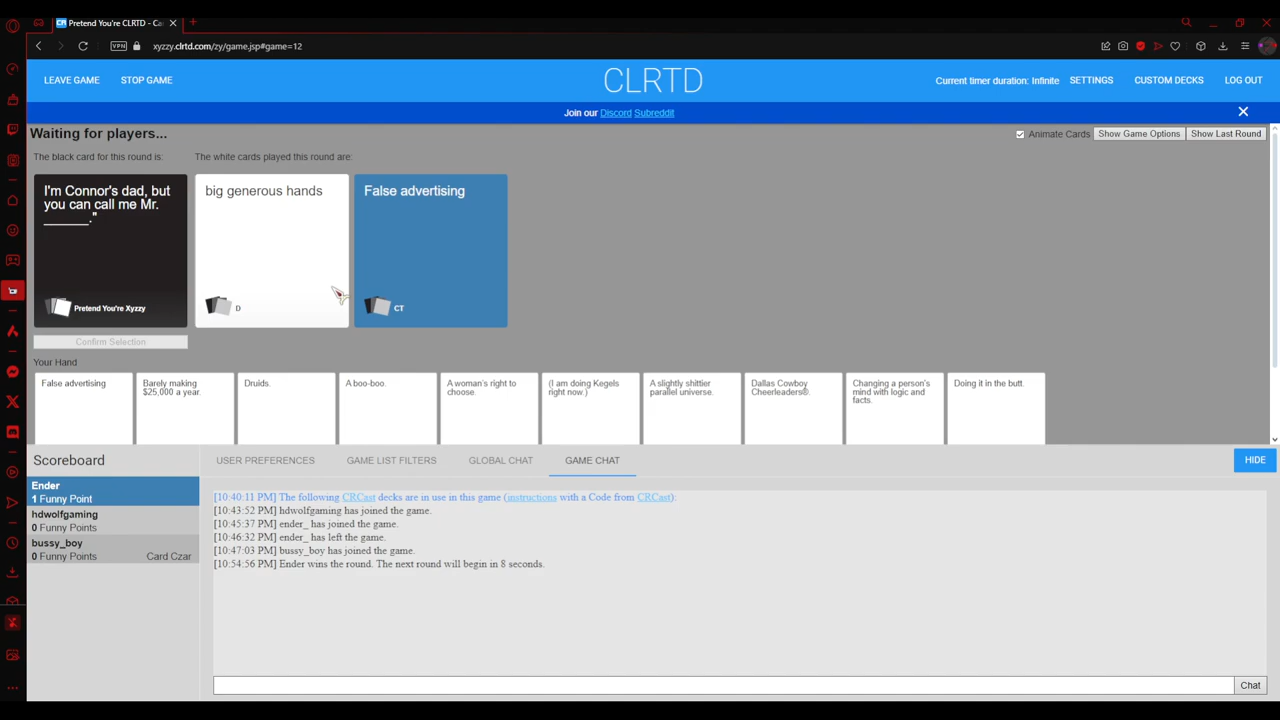 Pretend You're CLRTD - Ca
VPN
xyzzy.clrtd.com/zy/game.jsp#game=12
LEAVE GAME
STOP GAME
CLRTD
Current timer duration: Infinite
SETTINGS
CUSTOM DECKS
LOG OUT
Join our Discord Subreddit
Waiting for players...
Animate Cards
Show Game Options
Show Last Round
The black card for this round is:
The white cards played this round are:
I'm Connor's dad, but
you can call me Mr.
______."
Pretend You're Xyzzy
big generous hands
D
False advertising
CT
Confirm Selection
Your Hand
False advertising
Barely making
$25,000 a year.
Druids.
A boo-boo.
A woman's right to
choose.
(I am doing Kegels
right now.)
A slightly shittier
parallel universe.
Dallas Cowboy
Cheerleaders®.
Changing a person's
mind with logic and
facts.
Doing it in the butt.
Scoreboard
Ender
1 Funny Point
hdwolfgaming
0 Funny Points
bussy_boy
0 Funny Points
Card Czar
USER PREFERENCES
GAME LIST FILTERS
GLOBAL CHAT
GAME CHAT
HIDE
[10:40:11 PM] The following CRCast decks are in use in this game (instructions with a Code from CRCast):
[10:43:52 PM] hdwolfgaming has joined the game.
[10:45:37 PM] ender_ has joined the game.
[10:46:32 PM] ender_ has left the game.
[10:47:03 PM] bussy_boy has joined the game.
[10:54:56 PM] Ender wins the round. The next round will begin in 8 seconds.
Chat